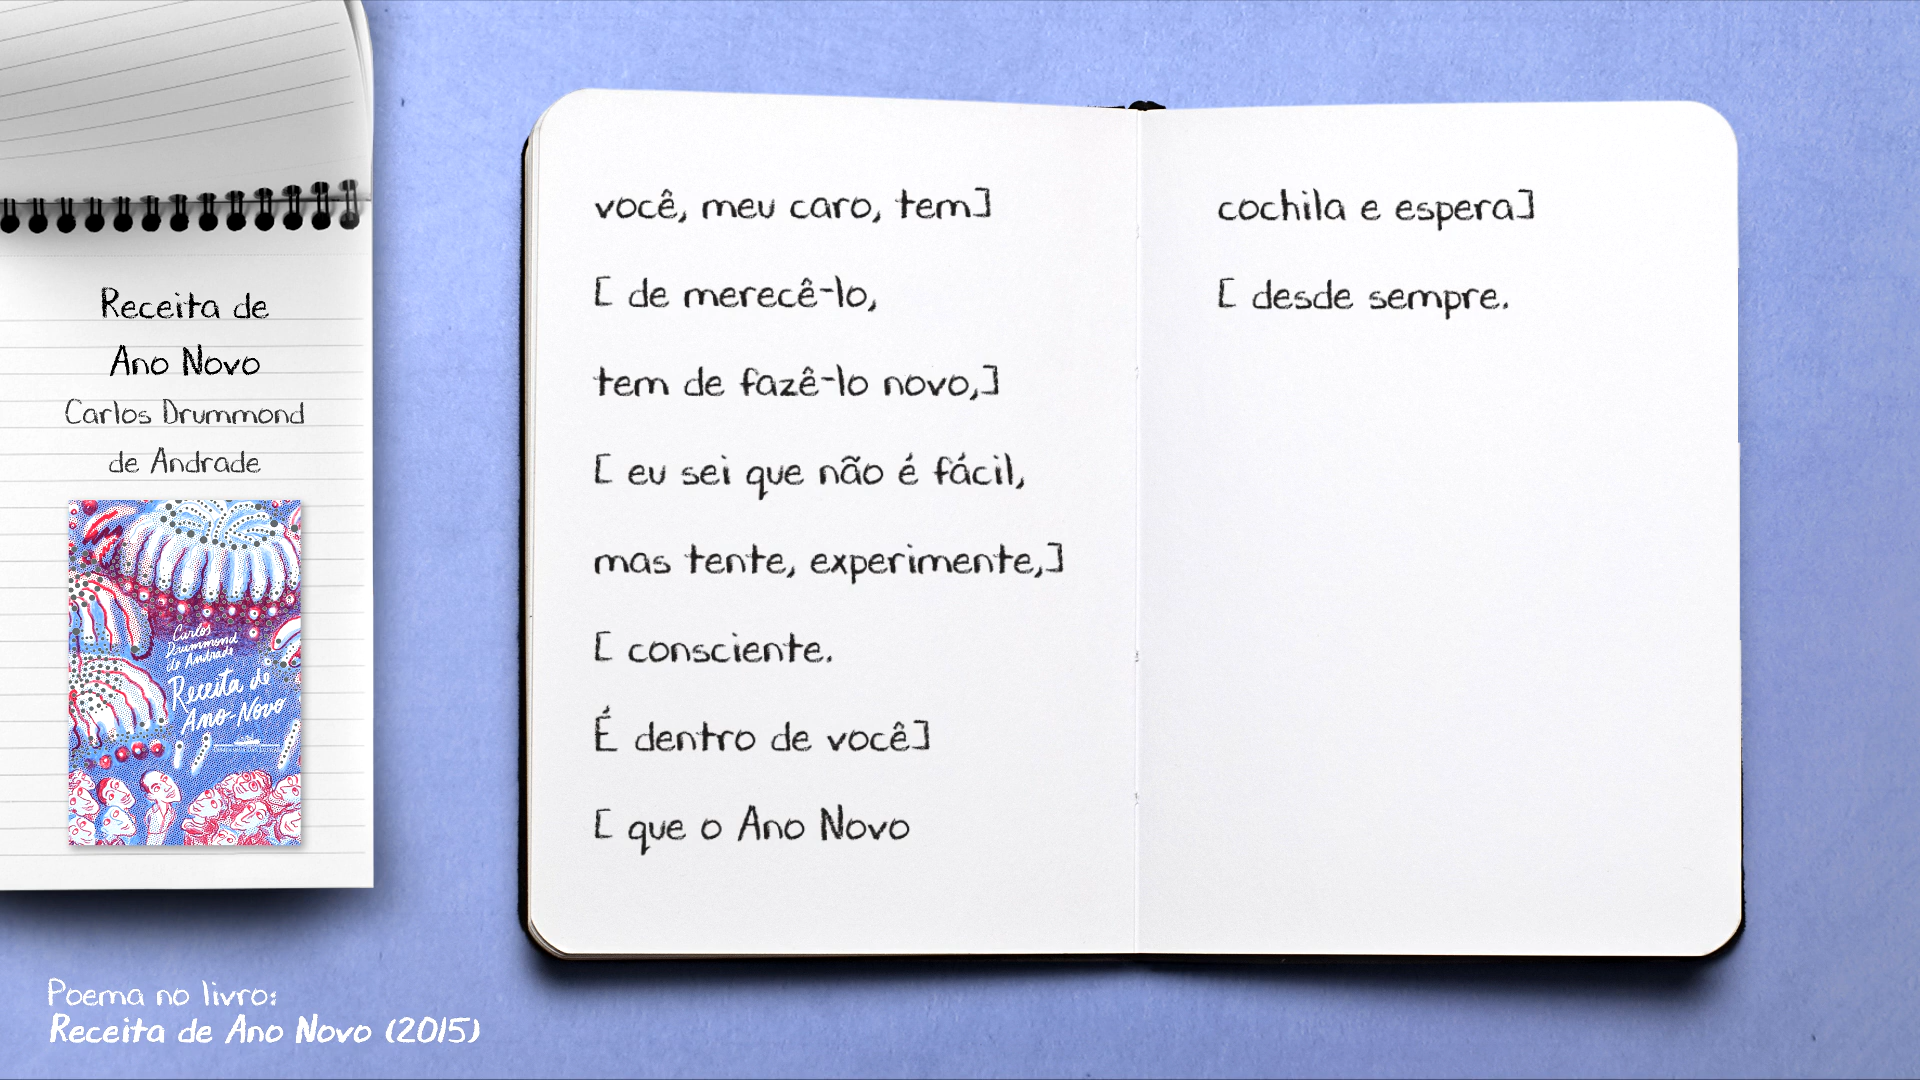 Receita de
Ano Novo
Carlos Drummond
de Andrade
Carlos
Drummond
de Andrade
Receita de
Ano-Novo
Poema no livro:
Receita de Ano Novo (2015)
você, meu caro, tem]
[ de merecê-lo,
tem de fazê-lo novo,]
[ eu sei que não é fácil,
mas tente, experimente,]
[ consciente.
É dentro de você]
[ que o Ano Novo
cochila e espera]
[ desde sempre.